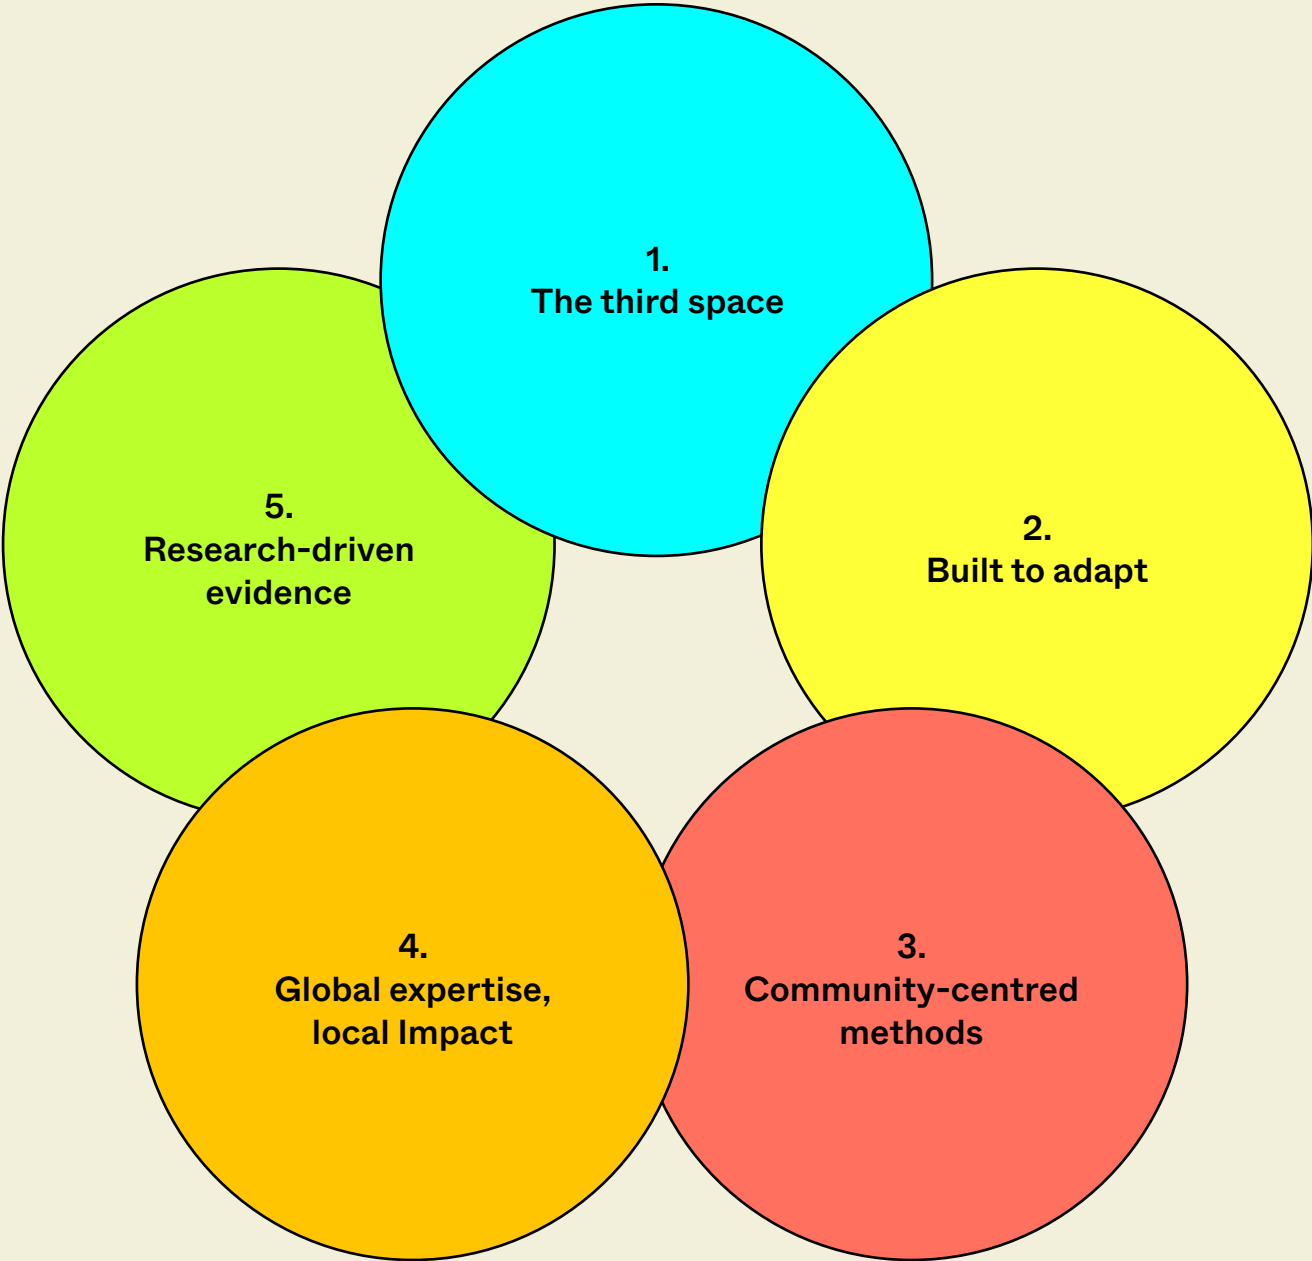 1.
The third space
2.
Built to adapt
3.
Community-centred
methods
4.
Global expertise,
local Impact
5.
Research-driven
evidence